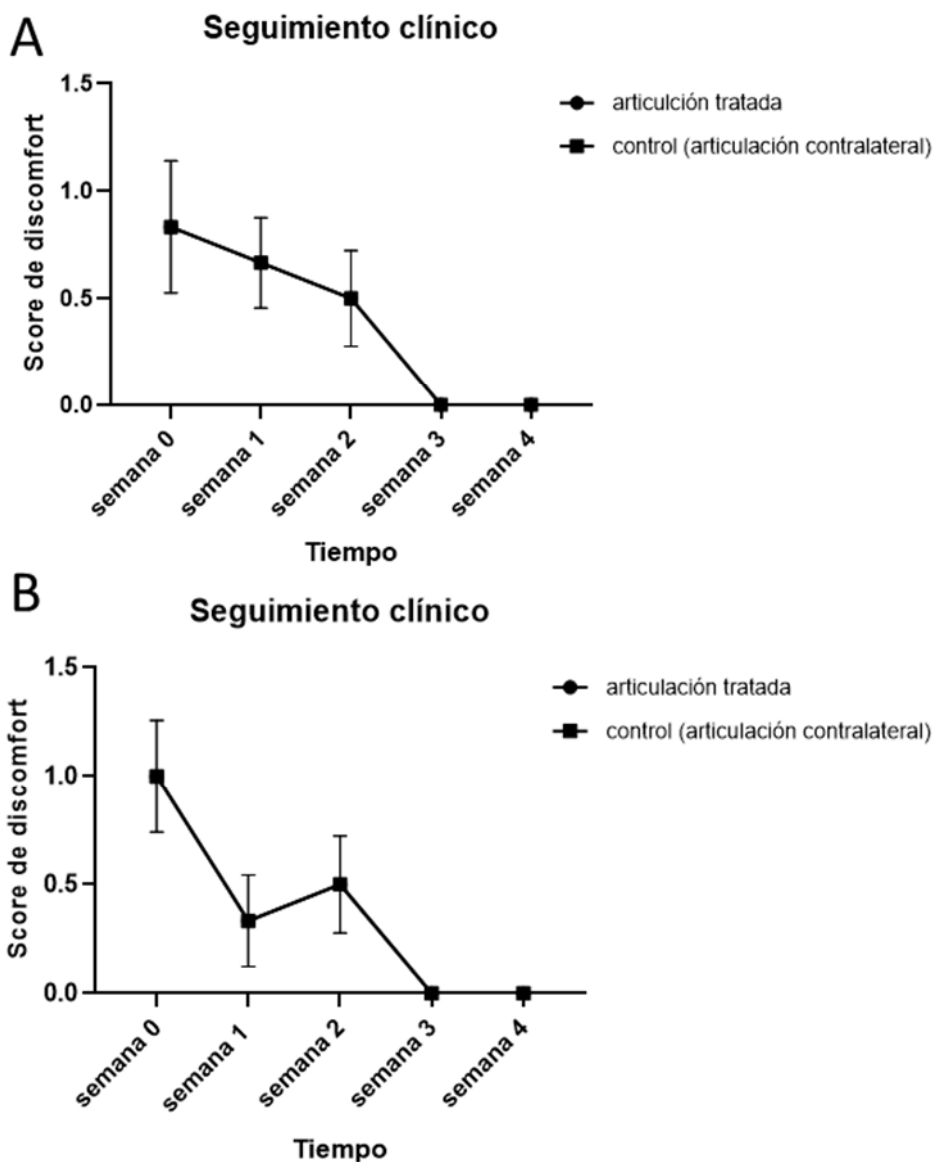 A
Seguimiento clínico
1.5
1.0
0.5
0.0
Score de discomfort
semana 0
semana 1
semana 2
semana 3
semana 4
Tiempo
articulción tratada
control (articulación contralateral)
B
Seguimiento clínico
1.5
1.0
0.5
0.0
Score de discomfort
semana 0
semana 1
semana 2
semana 3
semana 4
Tiempo
articulación tratada
control (articulación contralateral)